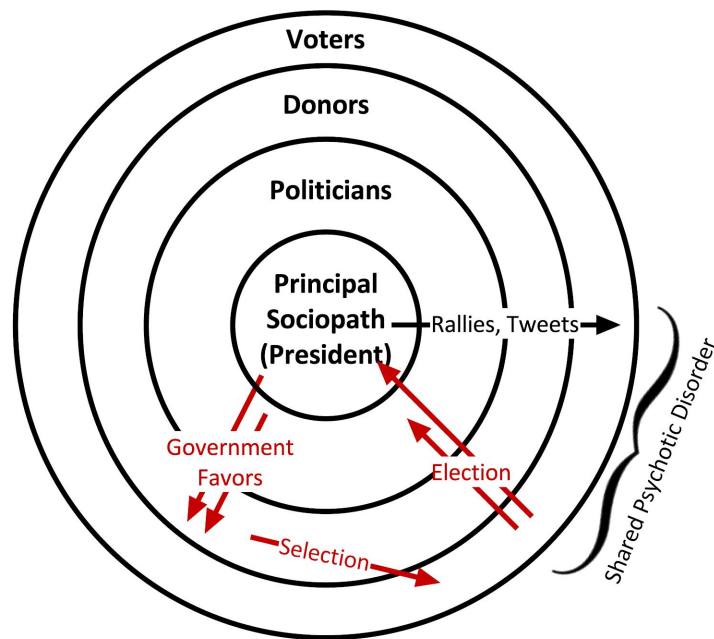 Voters
Donors
Politicians
Principal
Sociopath
(President)
Rallies, Tweets
Government
Favors
Election
Selection
Shared Psychotic Disorder